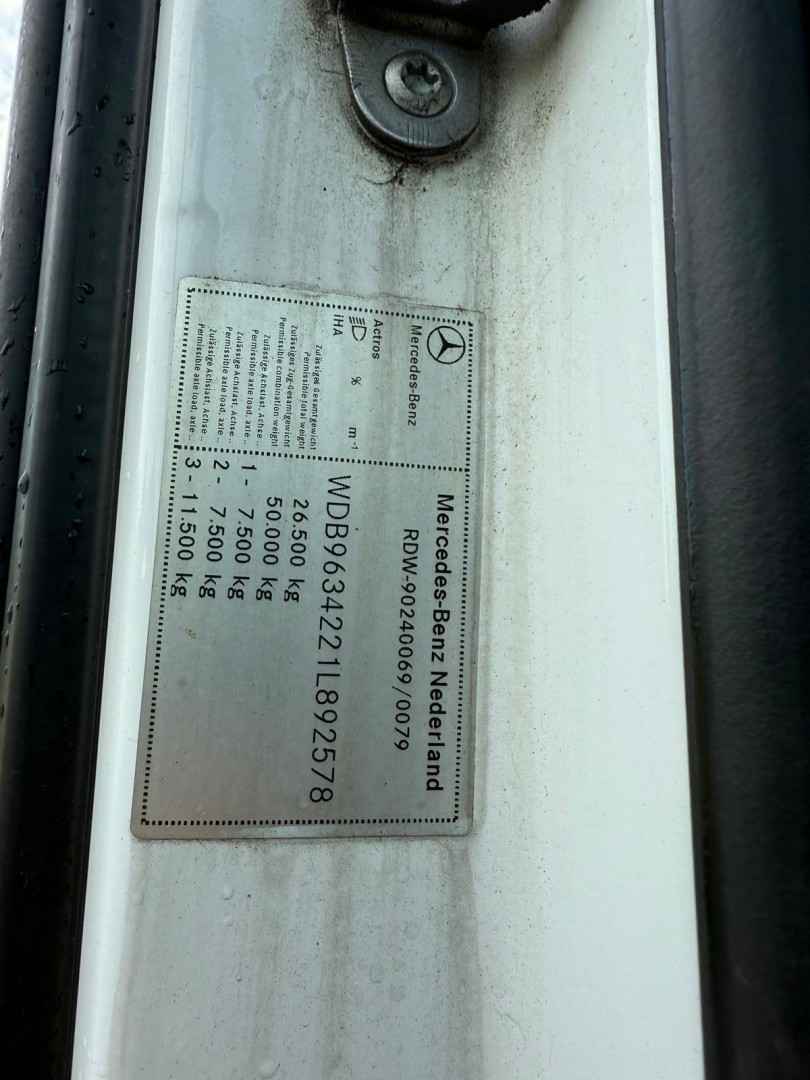 Mercedes-Benz
Mercedes-Benz Nederland
RDW-90240069/0079
Actros
% m⁻¹
iHA
WDB9634221L892578
Zulässiges Gesamtgewicht
Permissible total weight
26.500 kg
Zulässiges Zug-Gesamtgewicht
Permissible combination weight
50.000 kg
Zulässige Achslast, Achse ..
Permissible axle load, axle ..
1 - 7.500 kg
Zulässige Achslast, Achse ..
Permissible axle load, axle ..
2 - 7.500 kg
Zulässige Achslast, Achse ..
Permissible axle load, axle ..
3 - 11.500 kg